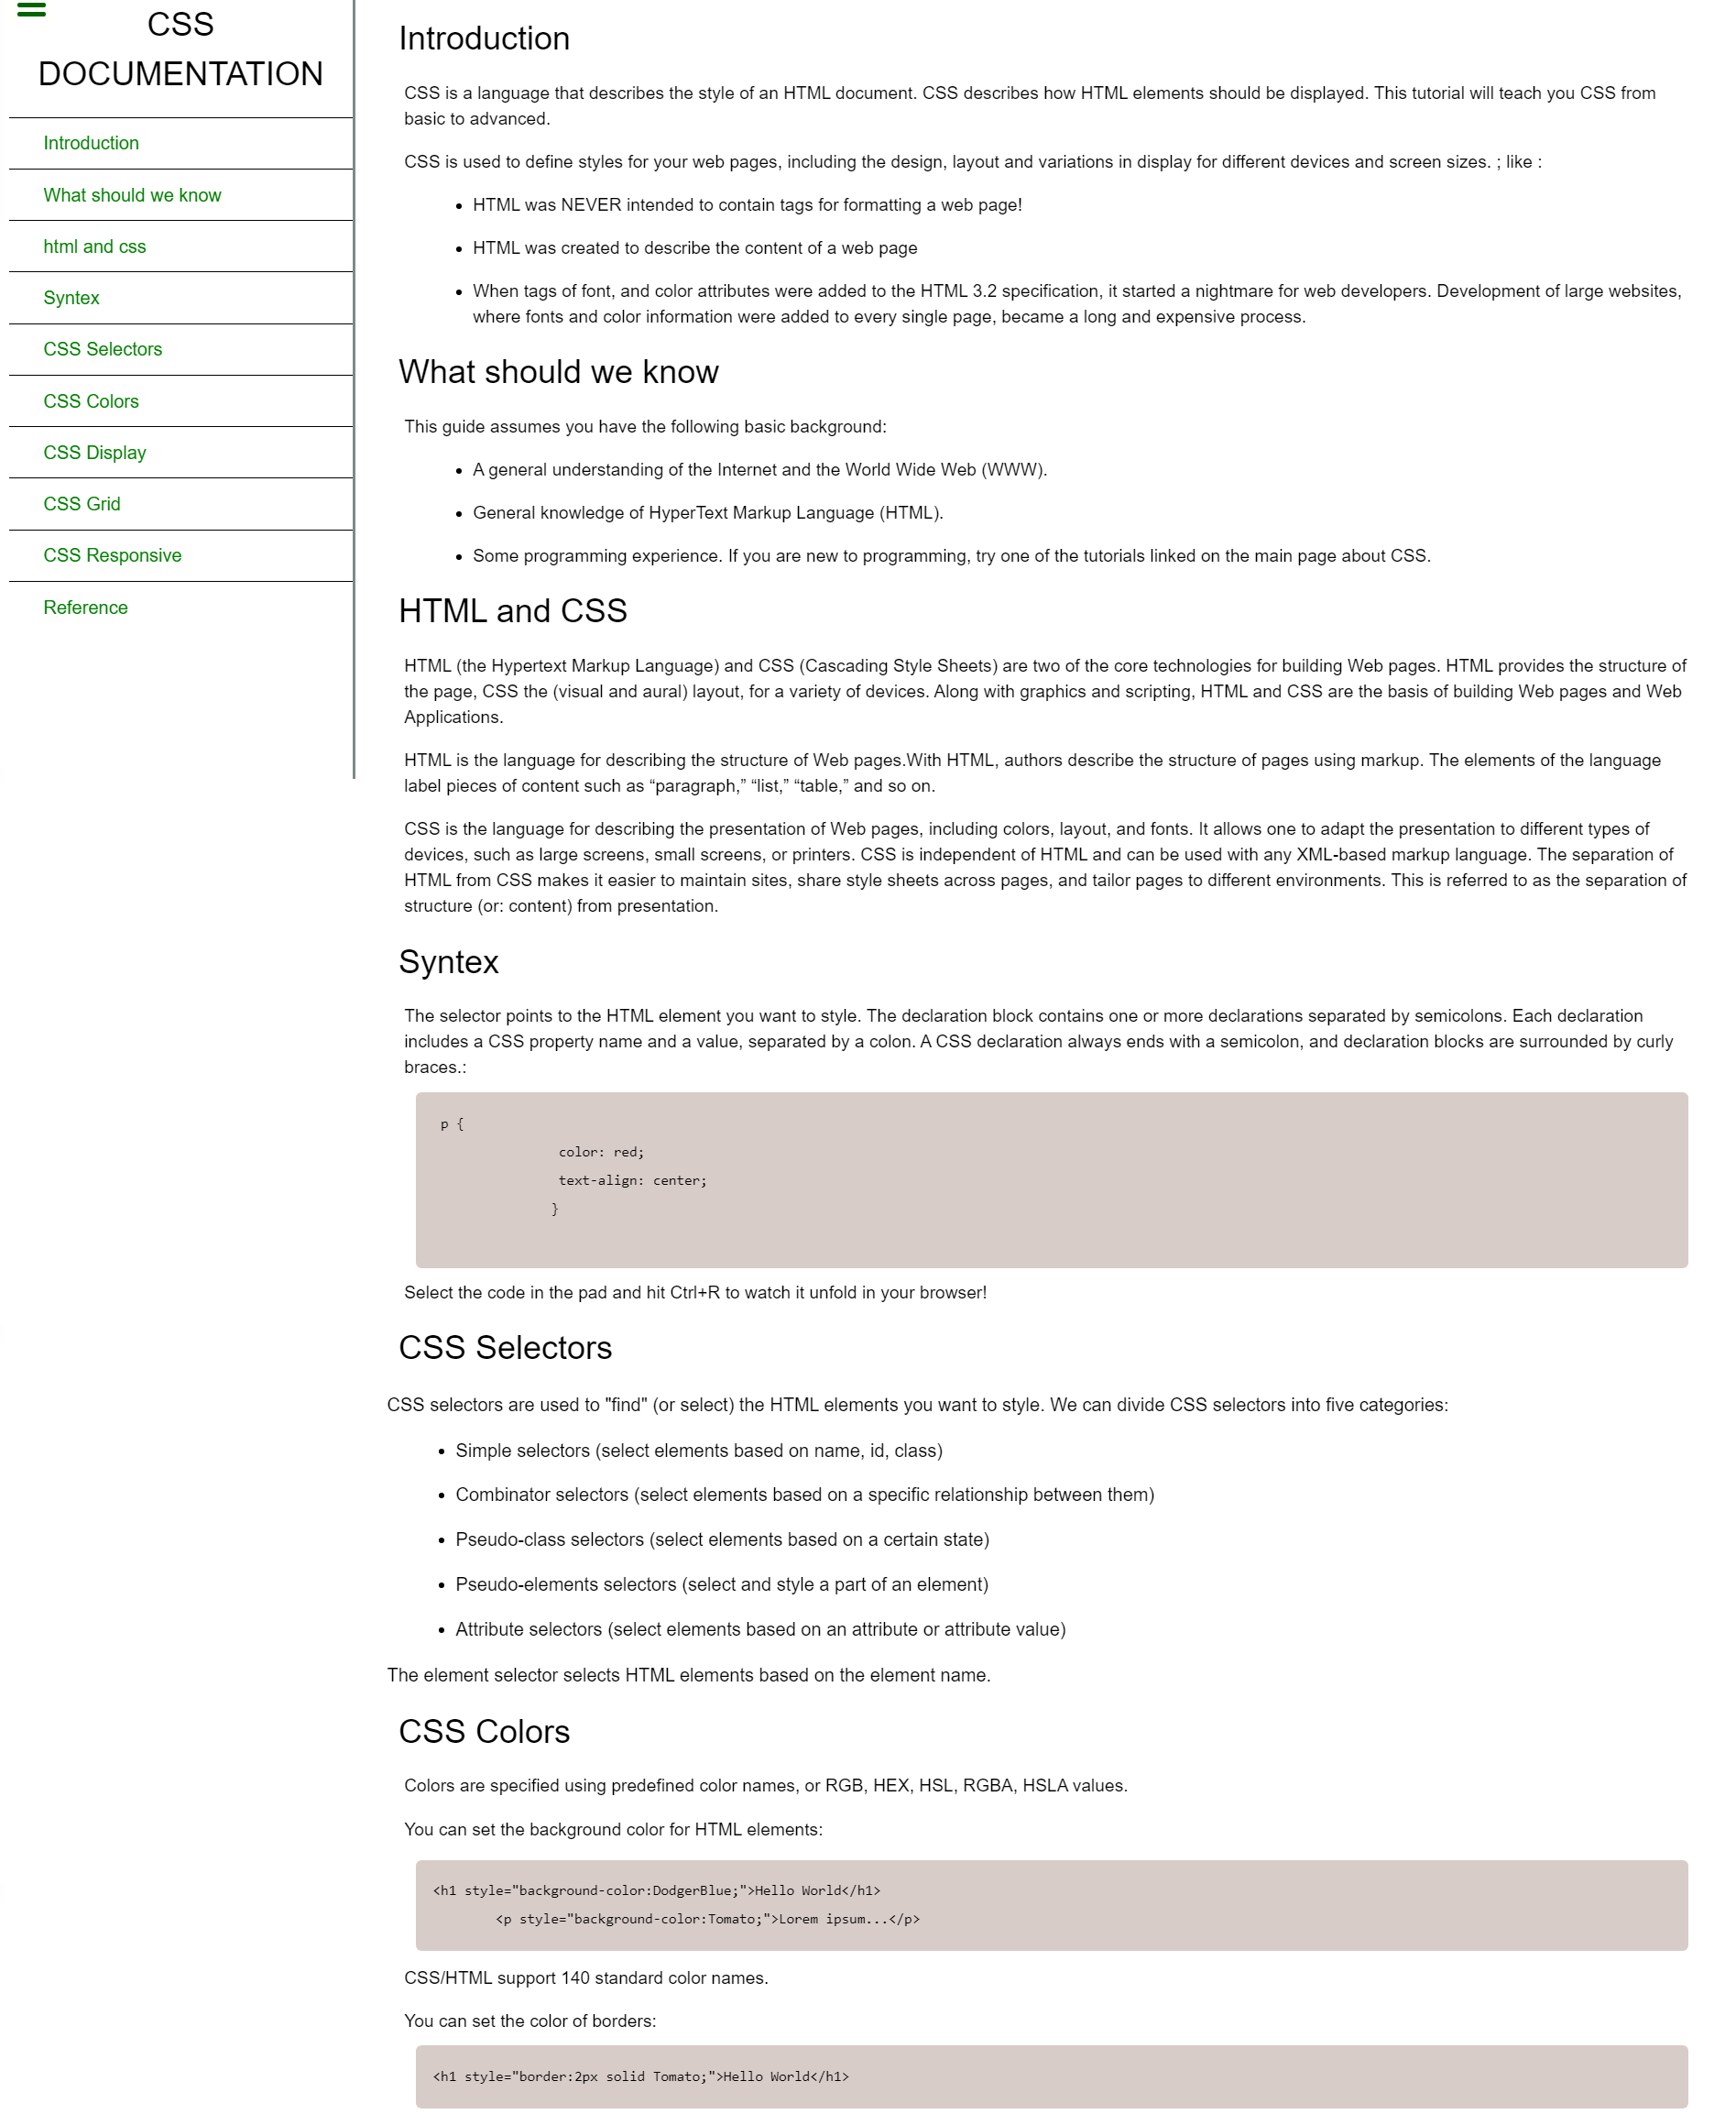 CSS
DOCUMENTATION
Introduction
What should we know
html and css
Syntex
CSS Selectors
CSS Colors
CSS Display
CSS Grid
CSS Responsive
Reference
Introduction
CSS is a language that describes the style of an HTML document. CSS describes how HTML elements should be displayed. This tutorial will teach you CSS from
basic to advanced.
CSS is used to define styles for your web pages, including the design, layout and variations in display for different devices and screen sizes. ; like :
• HTML was NEVER intended to contain tags for formatting a web page!
• HTML was created to describe the content of a web page
• When tags of font, and color attributes were added to the HTML 3.2 specification, it started a nightmare for web developers. Development of large websites,
where fonts and color information were added to every single page, became a long and expensive process.
What should we know
This guide assumes you have the following basic background:
• A general understanding of the Internet and the World Wide Web (WWW).
• General knowledge of HyperText Markup Language (HTML).
• Some programming experience. If you are new to programming, try one of the tutorials linked on the main page about CSS.
HTML and CSS
HTML (the Hypertext Markup Language) and CSS (Cascading Style Sheets) are two of the core technologies for building Web pages. HTML provides the structure of
the page, CSS the (visual and aural) layout, for a variety of devices. Along with graphics and scripting, HTML and CSS are the basis of building Web pages and Web
Applications.
HTML is the language for describing the structure of Web pages.With HTML, authors describe the structure of pages using markup. The elements of the language
label pieces of content such as “paragraph,” “list,” “table,” and so on.
CSS is the language for describing the presentation of Web pages, including colors, layout, and fonts. It allows one to adapt the presentation to different types of
devices, such as large screens, small screens, or printers. CSS is independent of HTML and can be used with any XML-based markup language. The separation of
HTML from CSS makes it easier to maintain sites, share style sheets across pages, and tailor pages to different environments. This is referred to as the separation of
structure (or: content) from presentation.
Syntex
The selector points to the HTML element you want to style. The declaration block contains one or more declarations separated by semicolons. Each declaration
includes a CSS property name and a value, separated by a colon. A CSS declaration always ends with a semicolon, and declaration blocks are surrounded by curly
braces.:
p {
color: red;
text-align: center;
}
Select the code in the pad and hit Ctrl+R to watch it unfold in your browser!
CSS Selectors
CSS selectors are used to "find" (or select) the HTML elements you want to style. We can divide CSS selectors into five categories:
• Simple selectors (select elements based on name, id, class)
• Combinator selectors (select elements based on a specific relationship between them)
• Pseudo-class selectors (select elements based on a certain state)
• Pseudo-elements selectors (select and style a part of an element)
• Attribute selectors (select elements based on an attribute or attribute value)
The element selector selects HTML elements based on the element name.
CSS Colors
Colors are specified using predefined color names, or RGB, HEX, HSL, RGBA, HSLA values.
You can set the background color for HTML elements:
<h1 style="background-color:DodgerBlue;">Hello World</h1>
<p style="background-color:Tomato;">Lorem ipsum...</p>
CSS/HTML support 140 standard color names.
You can set the color of borders:
<h1 style="border:2px solid Tomato;">Hello World</h1>